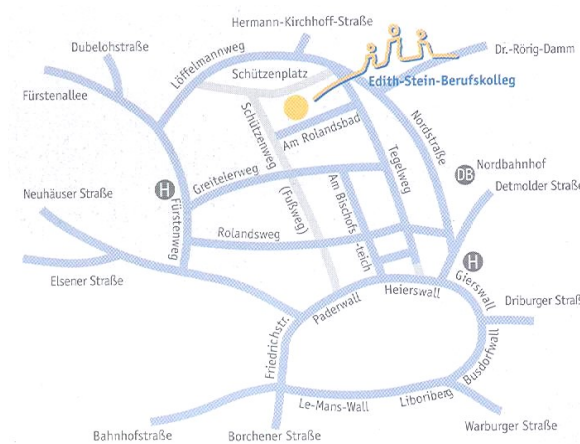 Hermann-Kirchhoff-Straße
Dubelohstraße
Löffelmannweg
Dr.-Rörig-Damm
Schützenplatz
Edith-Stein-Berufskolleg
Fürstenallee
Schützenweg
Am Rolandsbad
Nordstraße
Tegelweg
Nordbahnhof
DB
Greitelerweg
H
Neuhäuser Straße
Detmolder Straß
Fürstenweg
(Fußweg)
Am Bischofs
-teich
Rolandsweg
H
Elsener Straße
Gierswall
Heierswall
Paderwall
Driburger Stra
Friedrichstr.
Busdorfwall
Liboriberg
Le-Mans-Wall
Warburger Straße
Bahnhofstraße
Borchener Straße